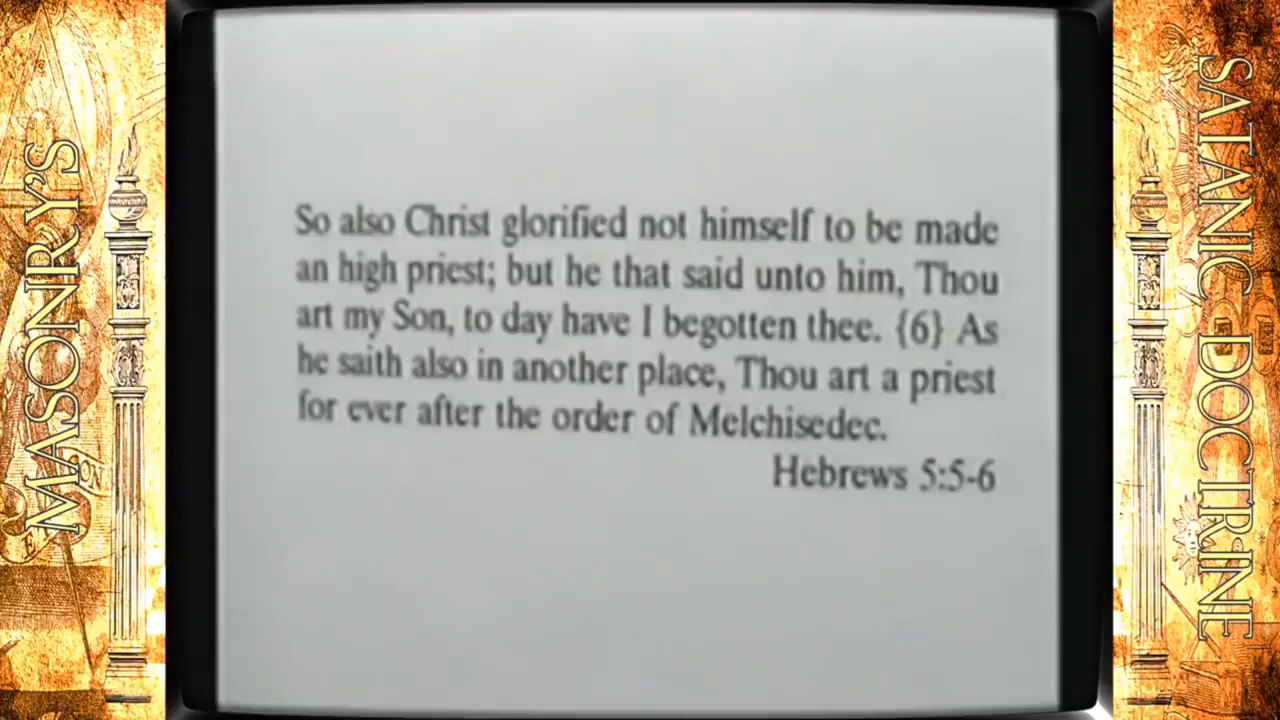 MASONRY'S
So also Christ glorified not himself to be made
an high priest; but he that said unto him, Thou
art my Son, to day have I begotten thee. {6} As
he saith also in another place, Thou art a priest
for ever after the order of Melchisedec.
Hebrews 5:5-6
SATANIC DOCTRINE